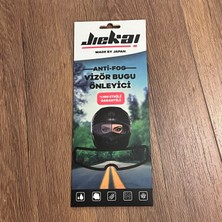 JIEKAI
MADE BY JAPAN
ANTİ-FOG
VİZÖR BUGU
ÖNLEYİCİ